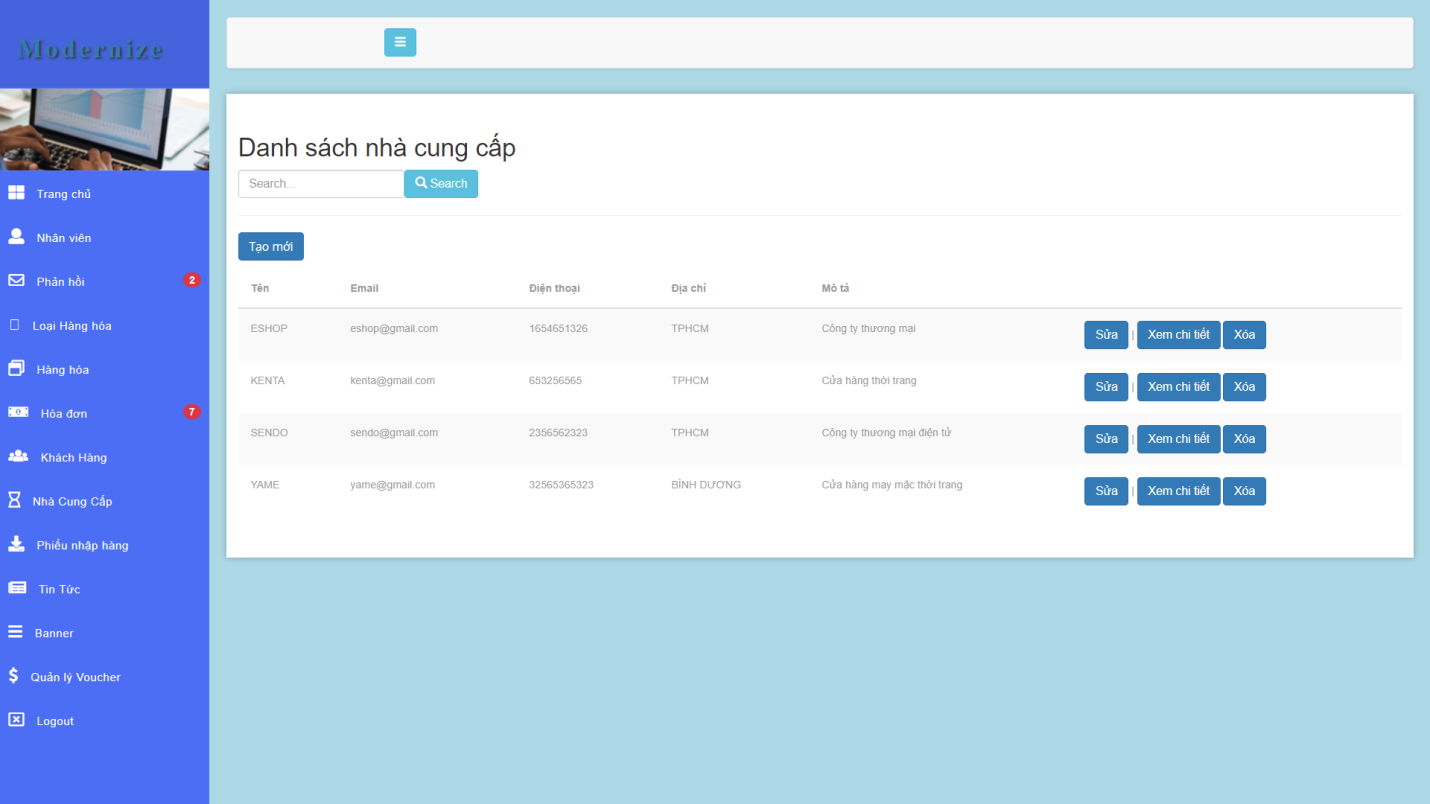 Modernize
Trang chủ
Nhân viên
Phản hồi 2
Loại Hàng hóa
Hàng hóa
Hóa đơn 7
Khách Hàng
Nhà Cung Cấp
Phiếu nhập hàng
Tin Tức
Banner
Quản lý Voucher
Logout
Danh sách nhà cung cấp
Search... Search
Tạo mới
Tên Email Điện thoại Địa chỉ Mô tả
ESHOP eshop@gmail.com 1654651326 TPHCM Công ty thương mại Sửa | Xem chi tiết Xóa
KENTA kenta@gmail.com 653256565 TPHCM Cửa hàng thời trang Sửa | Xem chi tiết Xóa
SENDO sendo@gmail.com 2356562323 TPHCM Công ty thương mại điện tử Sửa | Xem chi tiết Xóa
YAME yame@gmail.com 32565365323 BÌNH DƯƠNG Cửa hàng may mặc thời trang Sửa | Xem chi tiết Xóa